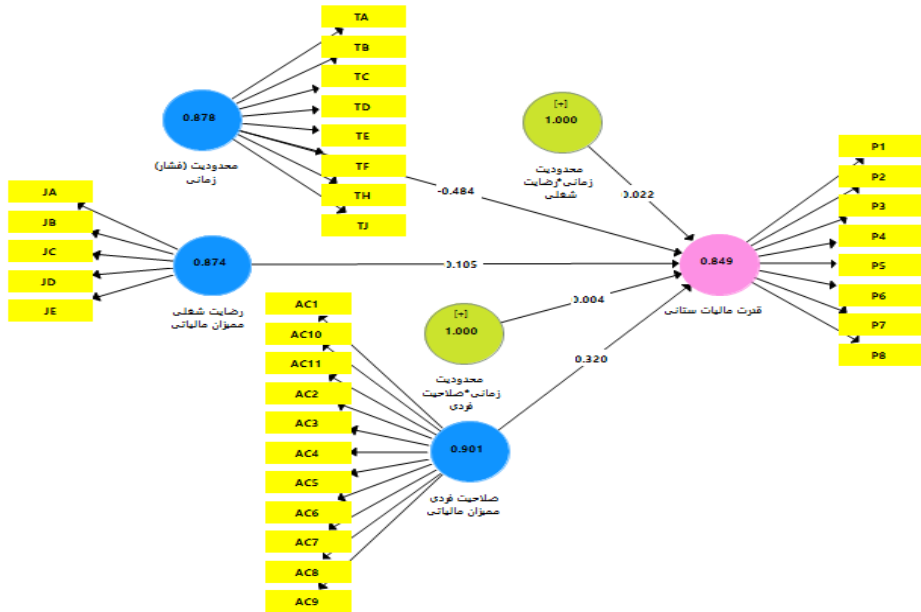 TA
TB
TC
TD
TE
TF
TH
TJ
0.878
محدودیت (فشار)
زمانی
[+]
1.000
محدودیت
زمانی*رضایت
شغلی
-0.484
0.022
P1
P2
P3
P4
P5
P6
P7
P8
0.849
قدرت مالیات ستانی
JA
JB
JC
JD
JE
0.874
رضایت شغلی
ممیزان مالیاتی
0.105
0.004
0.320
[+]
1.000
محدودیت
زمانی*صلاحیت
فردی
AC1
AC10
AC11
AC2
AC3
AC4
AC5
AC6
AC7
AC8
AC9
0.901
صلاحیت فردی
ممیزان مالیاتی